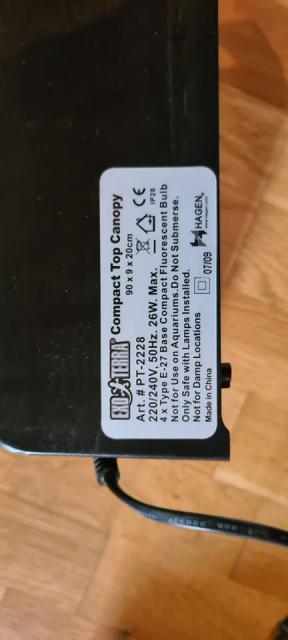 EXO TERRA® Compact Top Canopy
90 x 9 x 20cm
Art. # PT-2228
220/240V, 50Hz. 26W. Max.
IP20
4 x Type E-27 Base Compact Fluorescent Bulb
Not for Use on Aquariums.Do Not Submerse.
Only Safe with Lamps Installed.
Not for Damp Locations
Made in China
07/09
HAGEN®